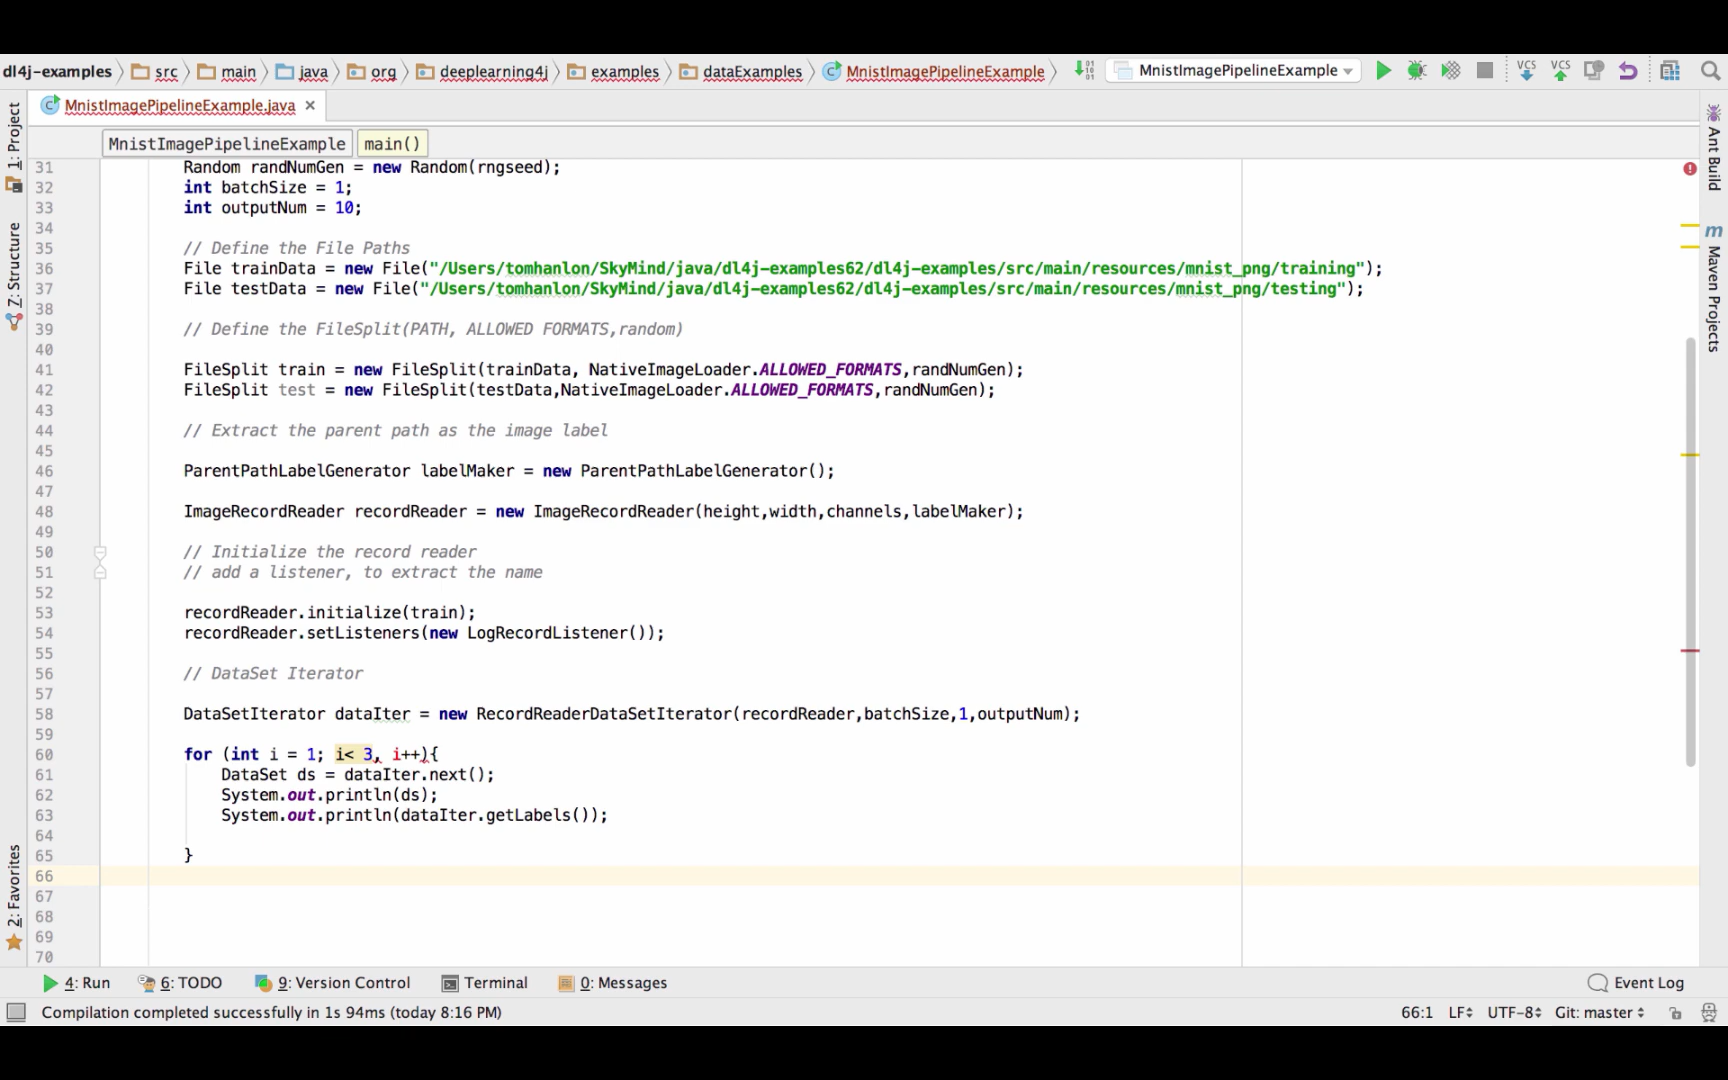 dl4j-examples src main java org deeplearning4j examples dataExamples MnistImagePipelineExample MnistImagePipelineExample VCS VCS
MnistImagePipelineExample.java
MnistImagePipelineExample main()
1: Project
7: Structure
2: Favorites
31 Random randNumGen = new Random(rngseed);
32 int batchSize = 1;
33 int outputNum = 10;
34
35 // Define the File Paths
36 File trainData = new File("/Users/tomhanlon/SkyMind/java/dl4j-examples62/dl4j-examples/src/main/resources/mnist_png/training");
37 File testData = new File("/Users/tomhanlon/SkyMind/java/dl4j-examples62/dl4j-examples/src/main/resources/mnist_png/testing");
38
39 // Define the FileSplit(PATH, ALLOWED FORMATS,random)
40
41 FileSplit train = new FileSplit(trainData, NativeImageLoader.ALLOWED_FORMATS,randNumGen);
42 FileSplit test = new FileSplit(testData,NativeImageLoader.ALLOWED_FORMATS,randNumGen);
43
44 // Extract the parent path as the image label
45
46 ParentPathLabelGenerator labelMaker = new ParentPathLabelGenerator();
47
48 ImageRecordReader recordReader = new ImageRecordReader(height,width,channels,labelMaker);
49
50 // Initialize the record reader
51 // add a listener, to extract the name
52
53 recordReader.initialize(train);
54 recordReader.setListeners(new LogRecordListener());
55
56 // DataSet Iterator
57
58 DataSetIterator dataIter = new RecordReaderDataSetIterator(recordReader,batchSize,1,outputNum);
59
60 for (int i = 1; i< 3, i++){
61 DataSet ds = dataIter.next();
62 System.out.println(ds);
63 System.out.println(dataIter.getLabels());
64
65 }
66
67
68
69
70
Ant Build
m Maven Projects
4: Run 6: TODO 9: Version Control Terminal 0: Messages Event Log
Compilation completed successfully in 1s 94ms (today 8:16 PM) 66:1 LF UTF-8 Git: master